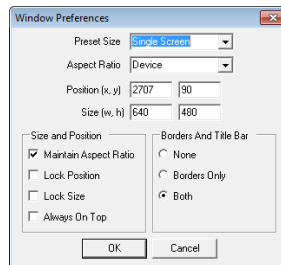 Window Preferences
Preset Size Single Screen
Aspect Ratio Device
Position (x, y) 2707 90
Size (w, h) 640 480
Size and Position
Maintain Aspect Ratio
Lock Position
Lock Size
Always On Top
Borders And Title Bar
None
Borders Only
Both
OK Cancel